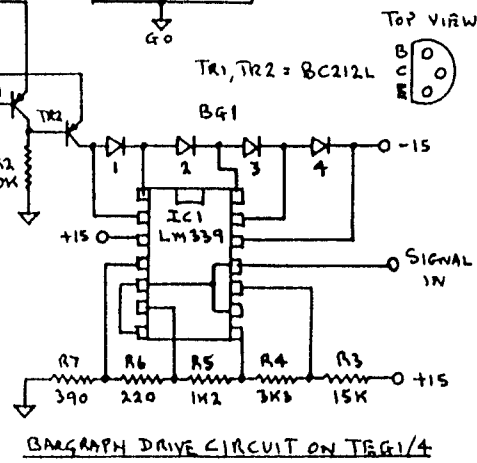 TOP VIEW
GO
B
TR1, TR2 = BC212L
C
E
BG1
TR2
1
2
3
4
-15
IC1
+15
LM339
SIGNAL
IN
R7
R6
R5
R4
R3
+15
390
220
1K2
3K3
15K
BARGRAPH DRIVE CIRCUIT ON TEG1/4